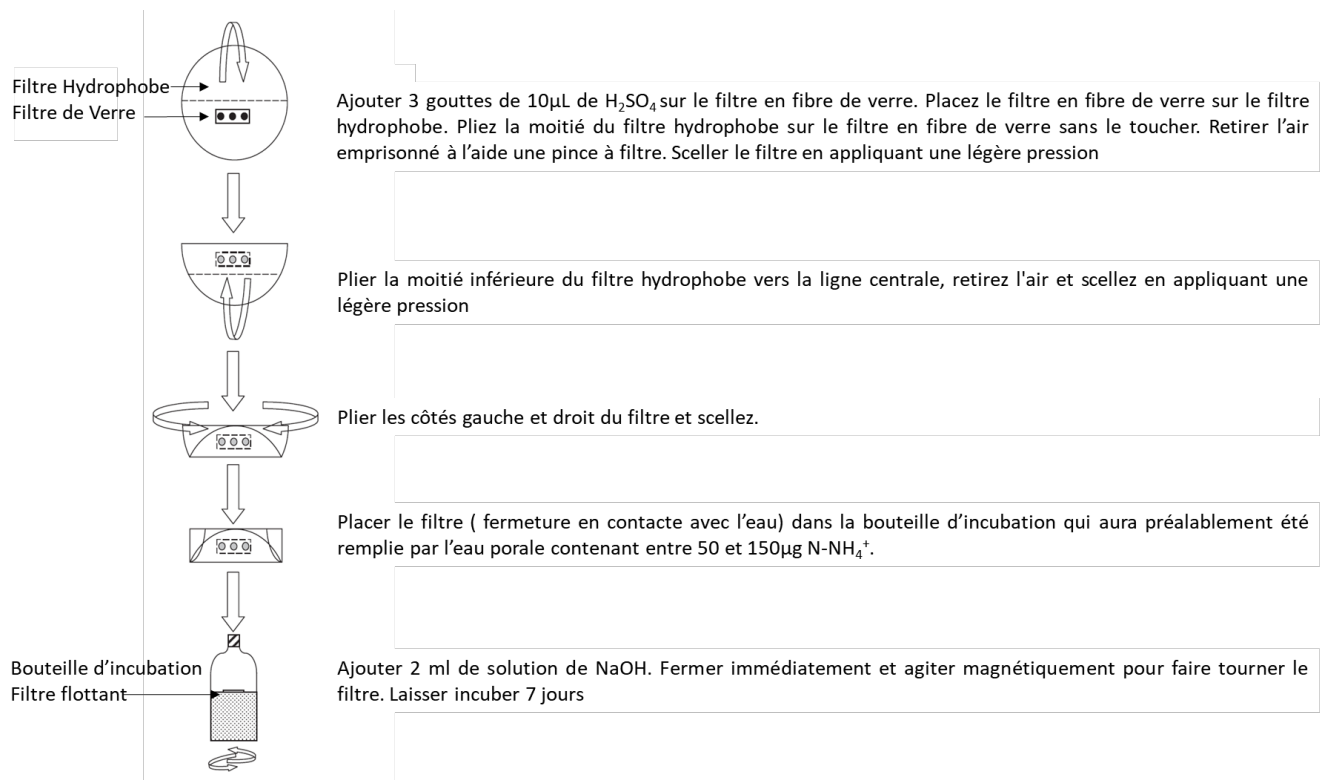 Filtre Hydrophobe
Filtre de Verre
Ajouter 3 gouttes de 10µL de H₂SO₄ sur le filtre en fibre de verre. Placez le filtre en fibre de verre sur le filtre
hydrophobe. Pliez la moitié du filtre hydrophobe sur le filtre en fibre de verre sans le toucher. Retirer l’air
emprisonné à l’aide une pince à filtre. Sceller le filtre en appliquant une légère pression
Plier la moitié inférieure du filtre hydrophobe vers la ligne centrale, retirez l'air et scellez en appliquant une
légère pression
Plier les côtés gauche et droit du filtre et scellez.
Placer le filtre ( fermeture en contacte avec l’eau) dans la bouteille d’incubation qui aura préalablement été
remplie par l’eau porale contenant entre 50 et 150µg N-NH₄⁺.
Bouteille d’incubation
Filtre flottant
Ajouter 2 ml de solution de NaOH. Fermer immédiatement et agiter magnétiquement pour faire tourner le
filtre. Laisser incuber 7 jours